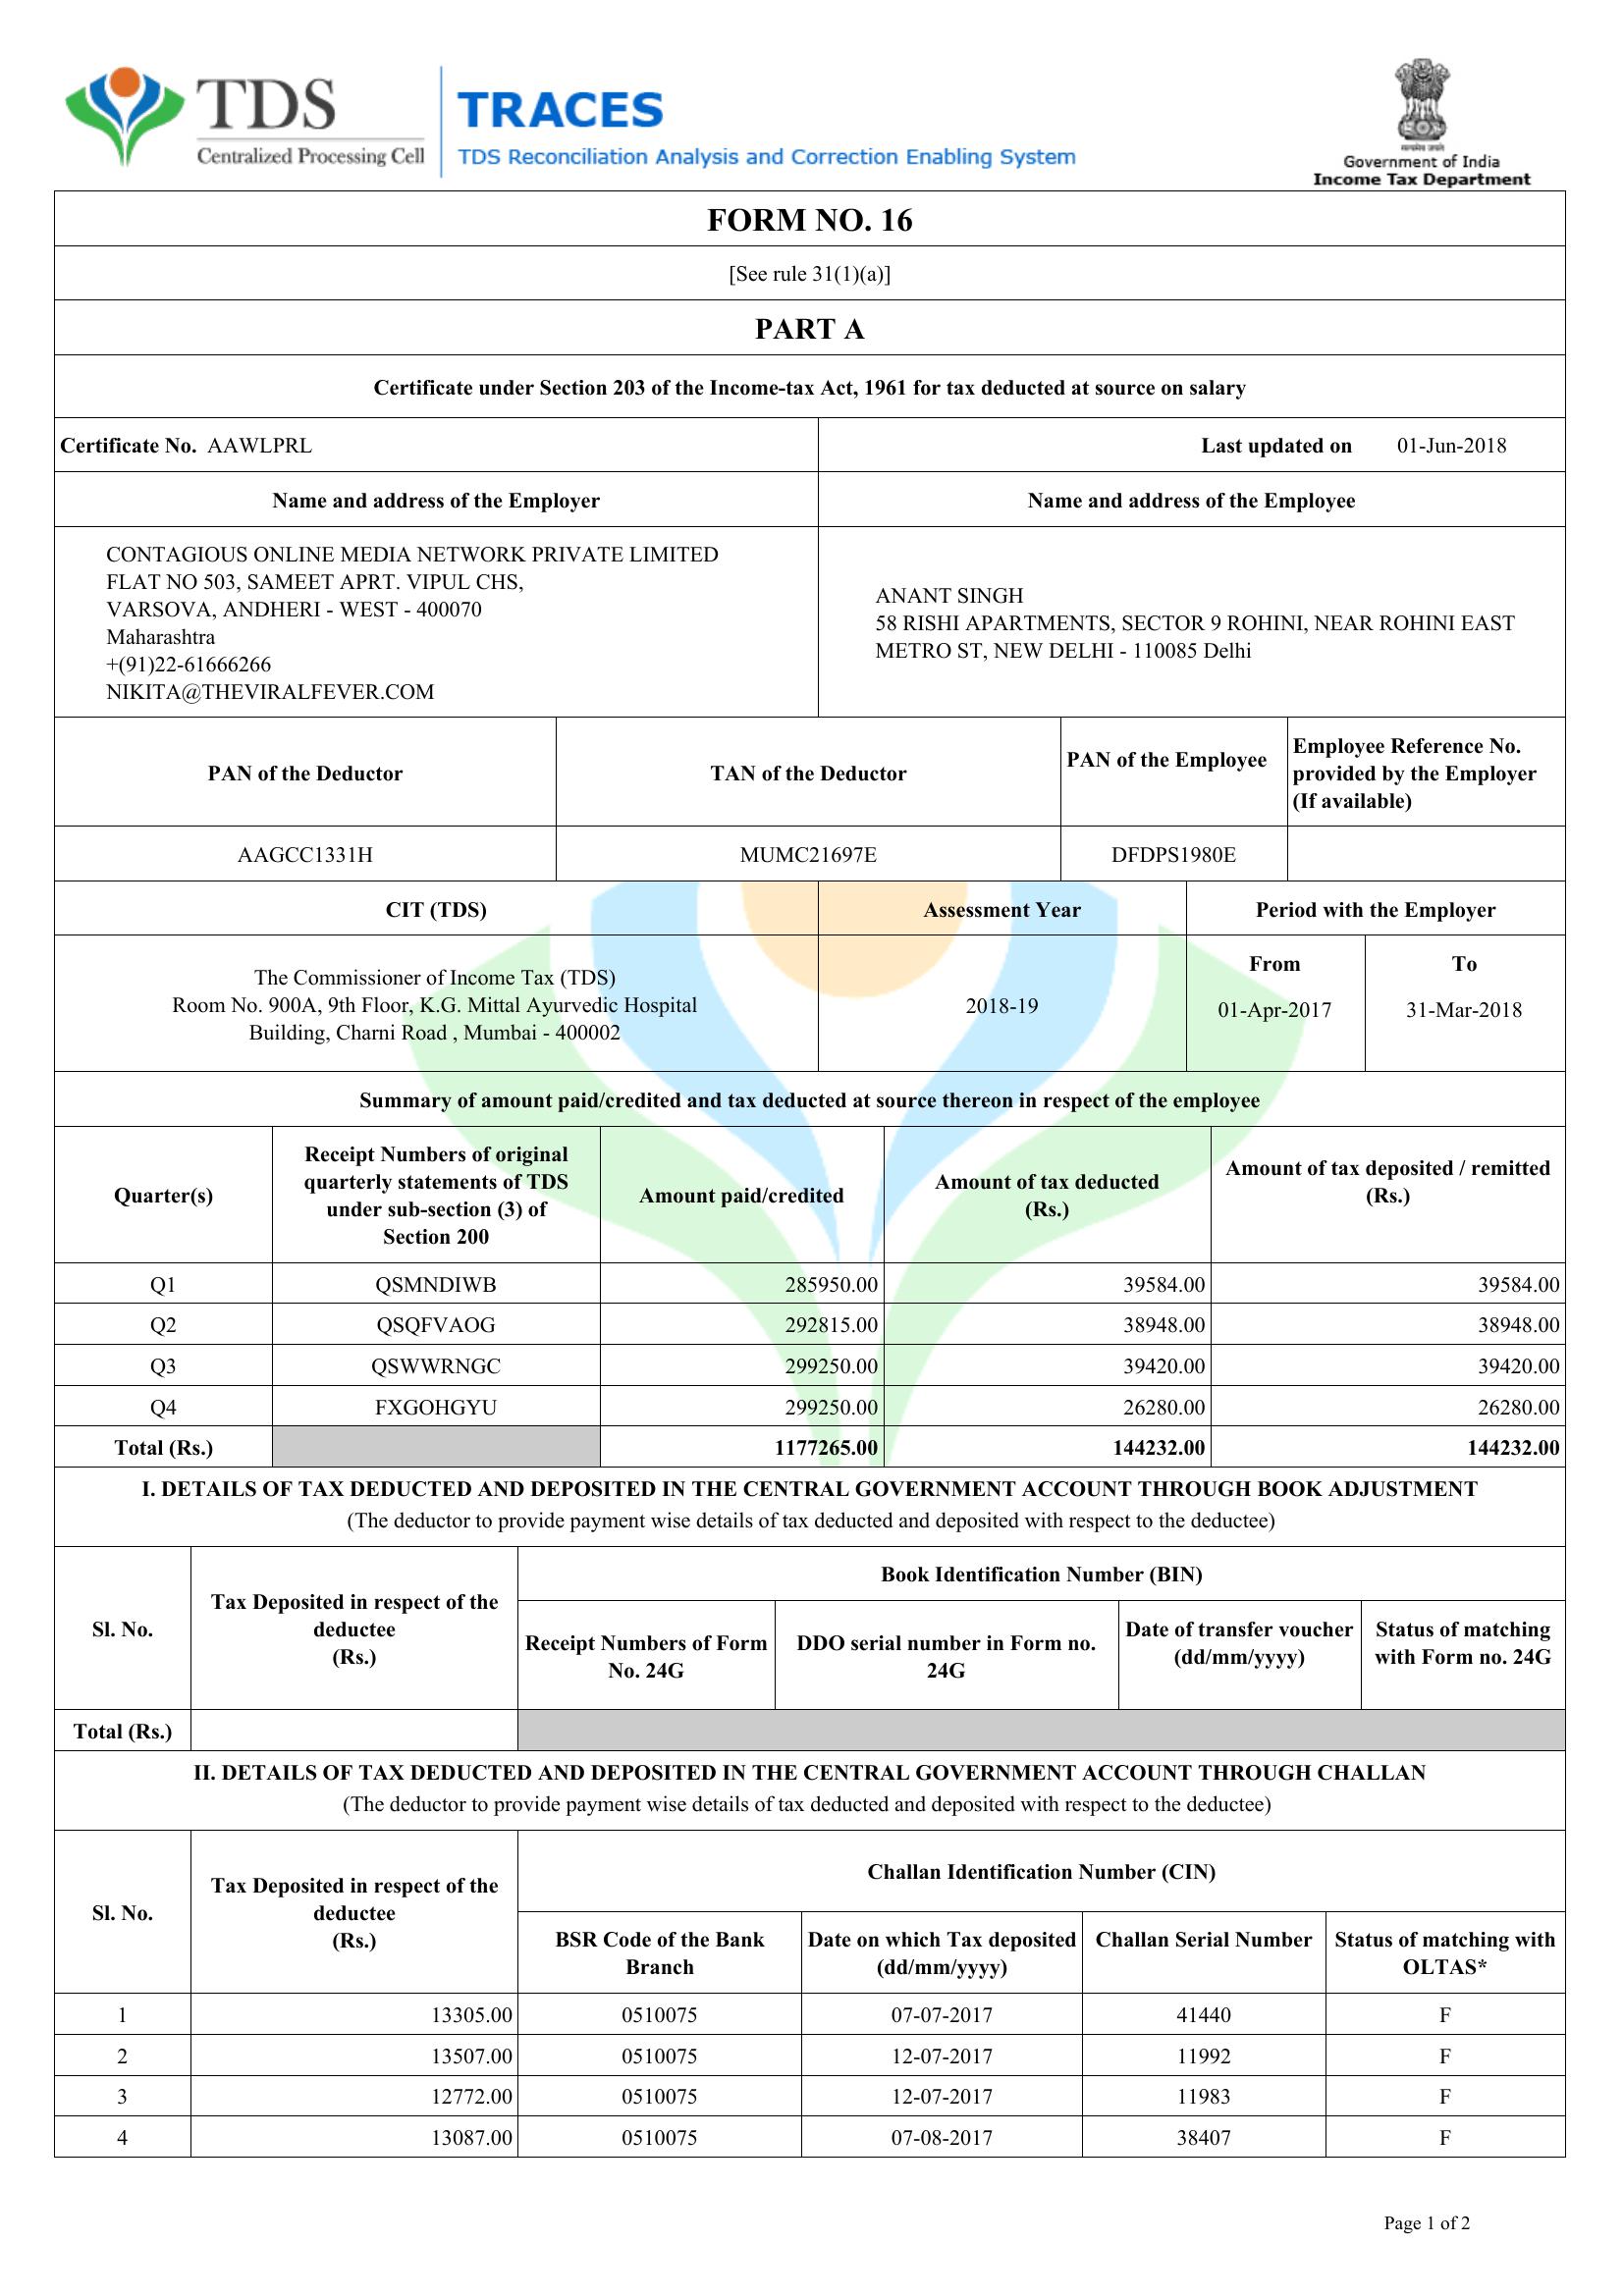 TDS
Centralized Processing Cell
TRACES
TDS Reconciliation Analysis and Correction Enabling System
सत्यमेव जयते
Government of India
Income Tax Department
FORM NO. 16
[See rule 31(1)(a)]
PART A
Certificate under Section 203 of the Income-tax Act, 1961 for tax deducted at source on salary
Certificate No. AAWLPRL Last updated on 01-Jun-2018
Name and address of the Employer Name and address of the Employee
CONTAGIOUS ONLINE MEDIA NETWORK PRIVATE LIMITED
FLAT NO 503, SAMEET APRT. VIPUL CHS,
VARSOVA, ANDHERI - WEST - 400070
Maharashtra
+(91)22-61666266
NIKITA@THEVIRALFEVER.COM
ANANT SINGH
58 RISHI APARTMENTS, SECTOR 9 ROHINI, NEAR ROHINI EAST
METRO ST, NEW DELHI - 110085 Delhi
PAN of the Deductor TAN of the Deductor PAN of the Employee
Employee Reference No.
provided by the Employer
(If available)
AAGCC1331H MUMC21697E DFDPS1980E
CIT (TDS) Assessment Year Period with the Employer
The Commissioner of Income Tax (TDS)
Room No. 900A, 9th Floor, K.G. Mittal Ayurvedic Hospital
Building, Charni Road , Mumbai - 400002
2018-19
From To
01-Apr-2017 31-Mar-2018
Summary of amount paid/credited and tax deducted at source thereon in respect of the employee
Quarter(s)
Receipt Numbers of original
quarterly statements of TDS
under sub-section (3) of
Section 200
Amount paid/credited
Amount of tax deducted
(Rs.)
Amount of tax deposited / remitted
(Rs.)
Q1 QSMNDIWB 285950.00 39584.00 39584.00
Q2 QSQFVAOG 292815.00 38948.00 38948.00
Q3 QSWWRNGC 299250.00 39420.00 39420.00
Q4 FXGOHGYU 299250.00 26280.00 26280.00
Total (Rs.) 1177265.00 144232.00 144232.00
I. DETAILS OF TAX DEDUCTED AND DEPOSITED IN THE CENTRAL GOVERNMENT ACCOUNT THROUGH BOOK ADJUSTMENT
(The deductor to provide payment wise details of tax deducted and deposited with respect to the deductee)
Sl. No.
Tax Deposited in respect of the
deductee
(Rs.)
Book Identification Number (BIN)
Receipt Numbers of Form
No. 24G
DDO serial number in Form no.
24G
Date of transfer voucher
(dd/mm/yyyy)
Status of matching
with Form no. 24G
Total (Rs.)
II. DETAILS OF TAX DEDUCTED AND DEPOSITED IN THE CENTRAL GOVERNMENT ACCOUNT THROUGH CHALLAN
(The deductor to provide payment wise details of tax deducted and deposited with respect to the deductee)
Sl. No.
Tax Deposited in respect of the
deductee
(Rs.)
Challan Identification Number (CIN)
BSR Code of the Bank
Branch
Date on which Tax deposited
(dd/mm/yyyy)
Challan Serial Number
Status of matching with
OLTAS*
1 13305.00 0510075 07-07-2017 41440 F
2 13507.00 0510075 12-07-2017 11992 F
3 12772.00 0510075 12-07-2017 11983 F
4 13087.00 0510075 07-08-2017 38407 F
Page 1 of 2